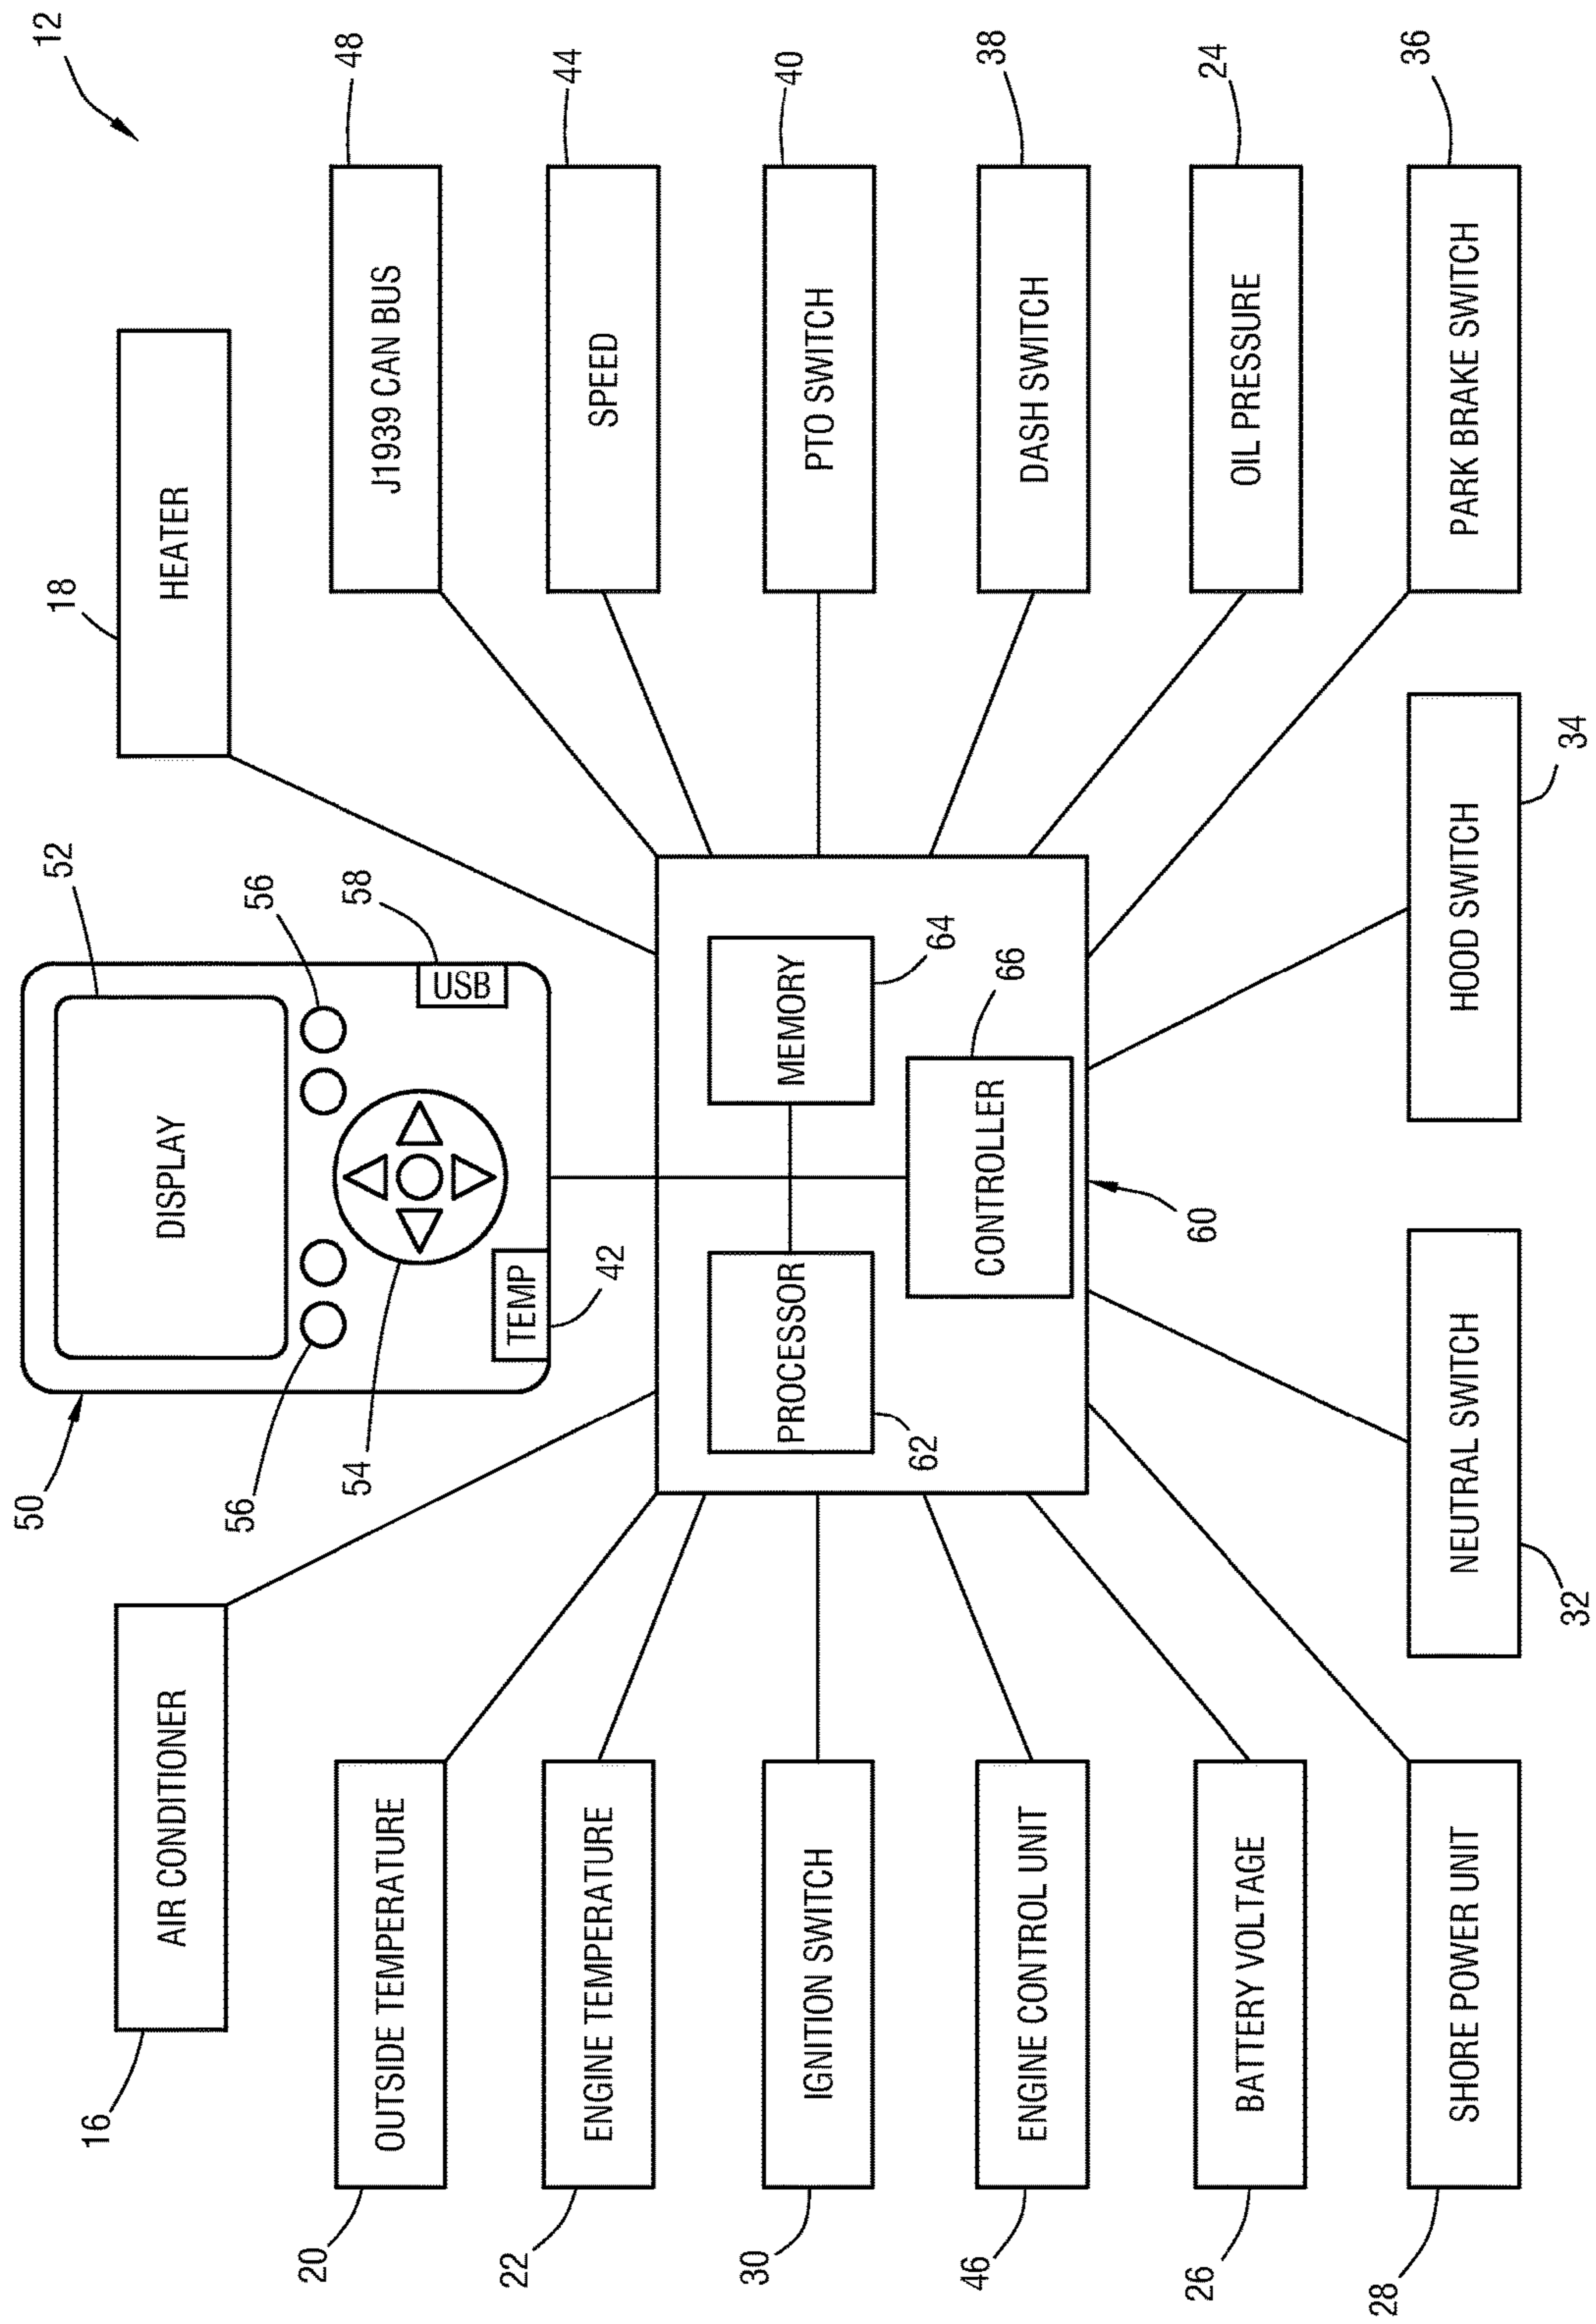 12
50
52
DISPLAY
56
56
54
58
USB
TEMP
42
16
AIR CONDITIONER
18
HEATER
20
OUTSIDE TEMPERATURE
J1939 CAN BUS
48
22
ENGINE TEMPERATURE
SPEED
44
30
IGNITION SWITCH
PROCESSOR
62
MEMORY
64
CONTROLLER
66
60
PTO SWITCH
40
46
ENGINE CONTROL UNIT
DASH SWITCH
38
26
BATTERY VOLTAGE
OIL PRESSURE
24
28
SHORE POWER UNIT
NEUTRAL SWITCH
32
HOOD SWITCH
34
PARK BRAKE SWITCH
36